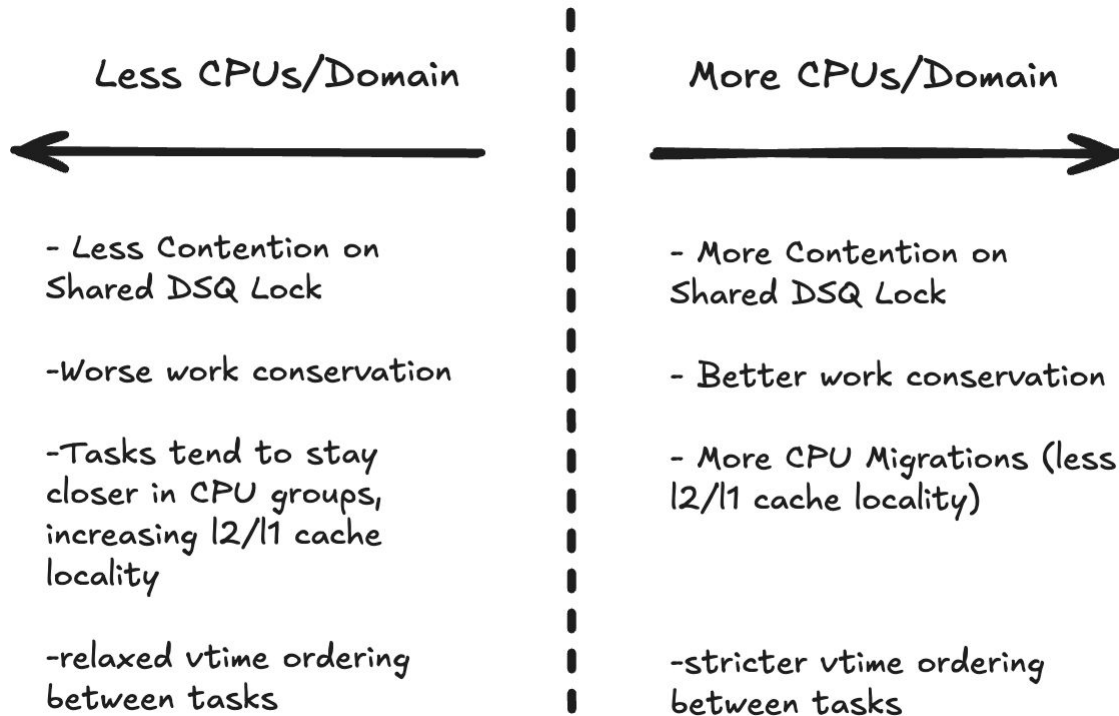 Less CPUs/Domain
- Less Contention on
Shared DSQ Lock
-Worse work conservation
-Tasks tend to stay
closer in CPU groups,
increasing l2/l1 cache
locality
-relaxed vtime ordering
between tasks
More CPUs/Domain
- More Contention on
Shared DSQ Lock
- Better work conservation
- More CPU Migrations (less
l2/l1 cache locality)
-stricter vtime ordering
between tasks